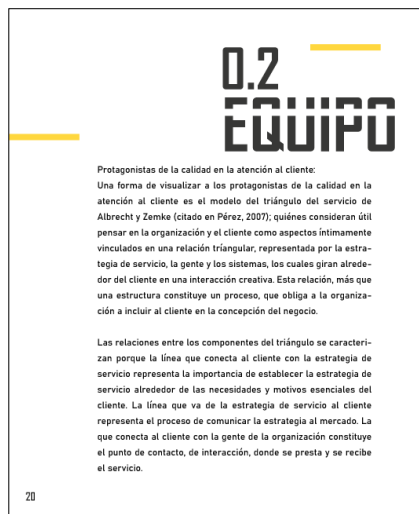 0.2
EQUIPO
Protagonistas de la calidad en la atención al cliente:
Una forma de visualizar a los protagonistas de la calidad en la
atención al cliente es el modelo del triángulo del servicio de
Albrecht y Zemke (citado en Pérez, 2007); quiénes consideran útil
pensar en la organización y el cliente como aspectos íntimamente
vinculados en una relación tríangular, representada por la estra-
tegia de servicio, la gente y los sistemas, los cuales giran alrede-
dor del cliente en una interacción creativa. Esta relación, más que
una estructura constituye un proceso, que obliga a la organiza-
ción a incluir al cliente en la concepción del negocio.
Las relaciones entre los componentes del triángulo se caracteri-
zan porque la línea que conecta al cliente con la estrategia de
servicio representa la importancia de establecer la estrategia de
servicio alrededor de las necesidades y motivos esenciales del
cliente. La línea que va de la estrategia de servicio al cliente
representa el proceso de comunicar la estrategia al mercado. La
que conecta al cliente con la gente de la organización constituye
el punto de contacto, de interacción, donde se presta y se recibe
el servicio.
20